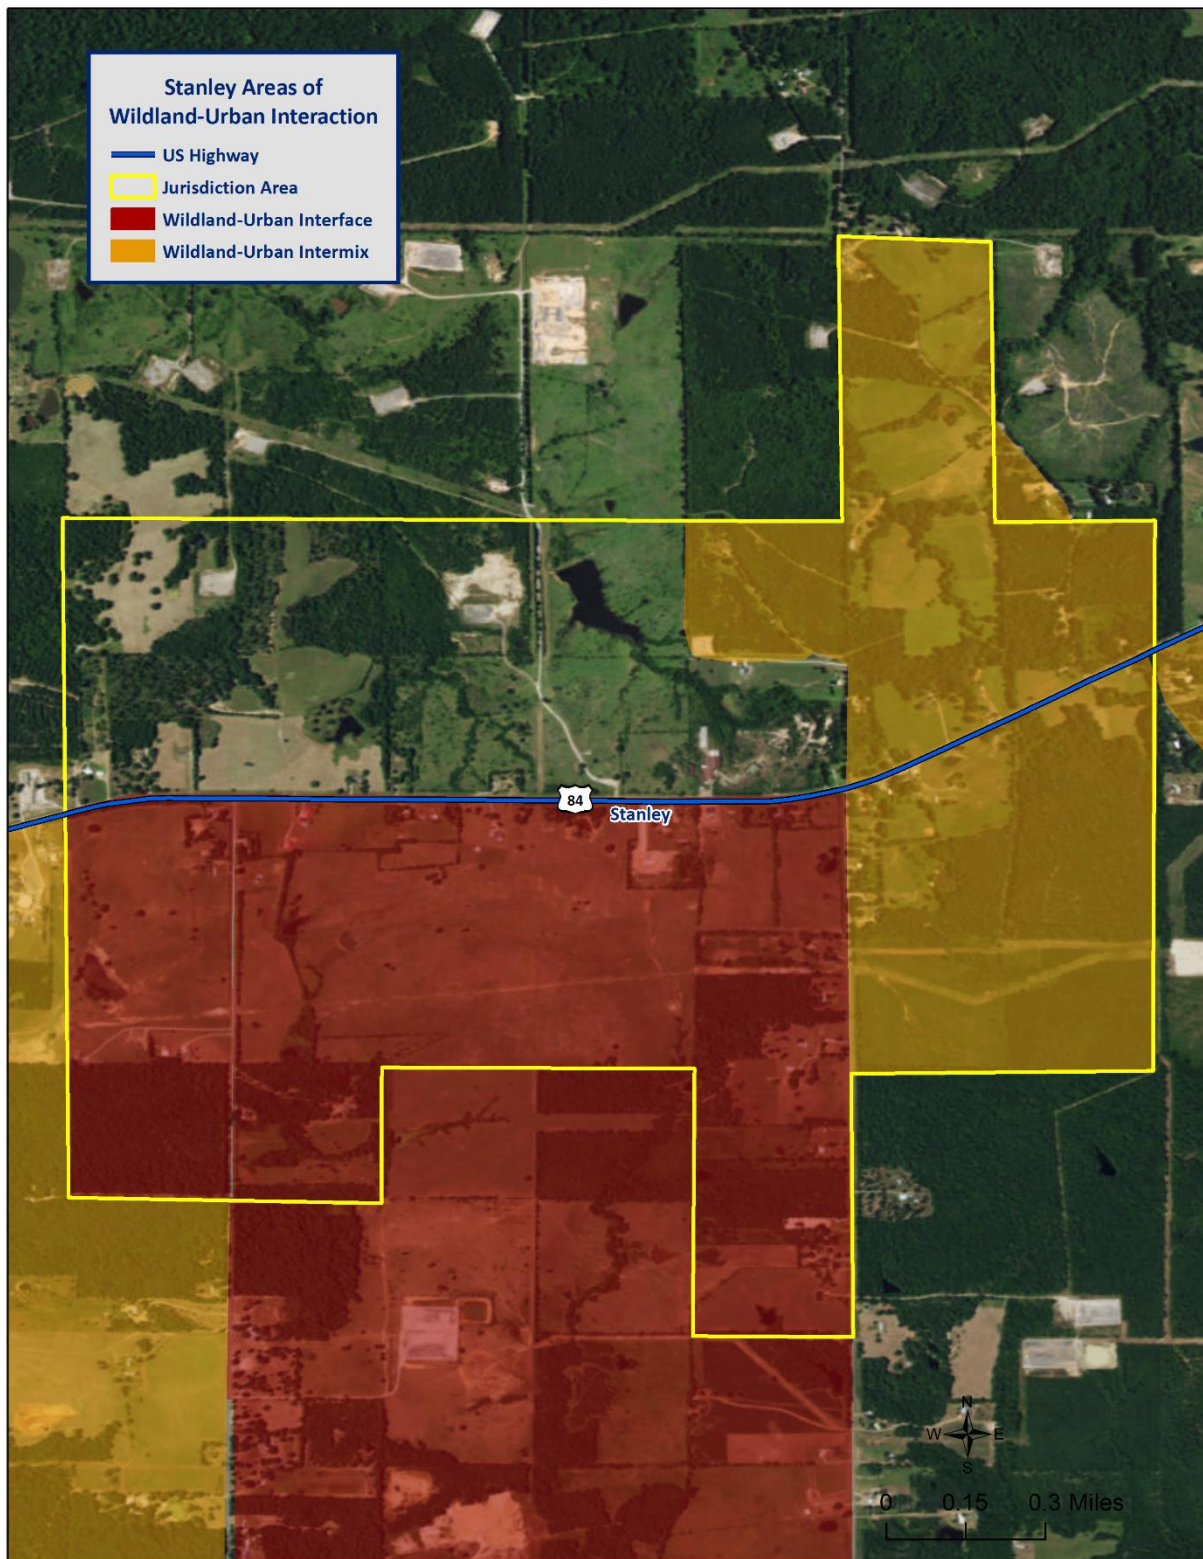 Stanley Areas of
Wildland-Urban Interaction
US Highway
Jurisdiction Area
Wildland-Urban Interface
Wildland-Urban Intermix
84
Stanley
N
W E
S
0 0.15 0.3 Miles